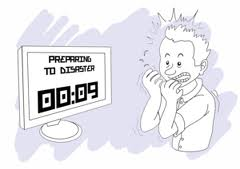 PREPARING
TO DISASTER
00:09